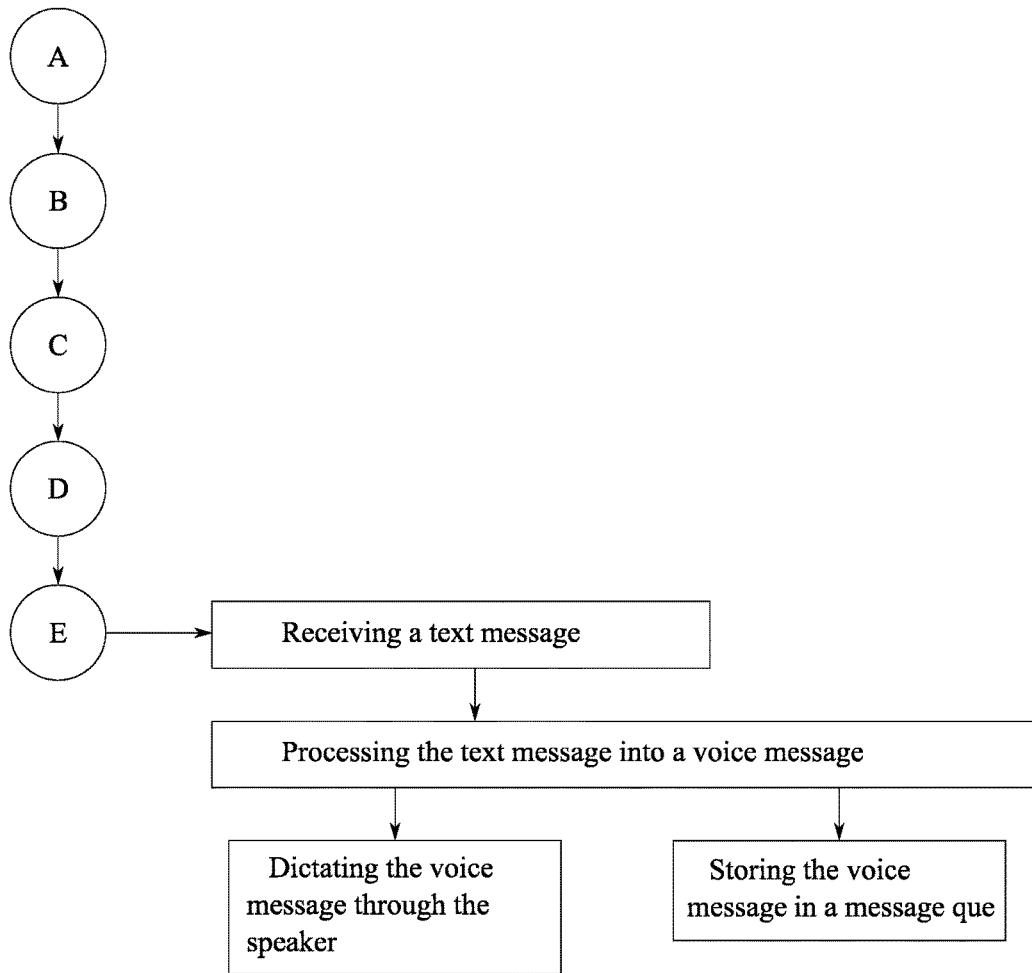 A
B
C
D
E
Receiving a text message
Processing the text message into a voice message
Dictating the voice
message through the
speaker
Storing the voice
message in a message que